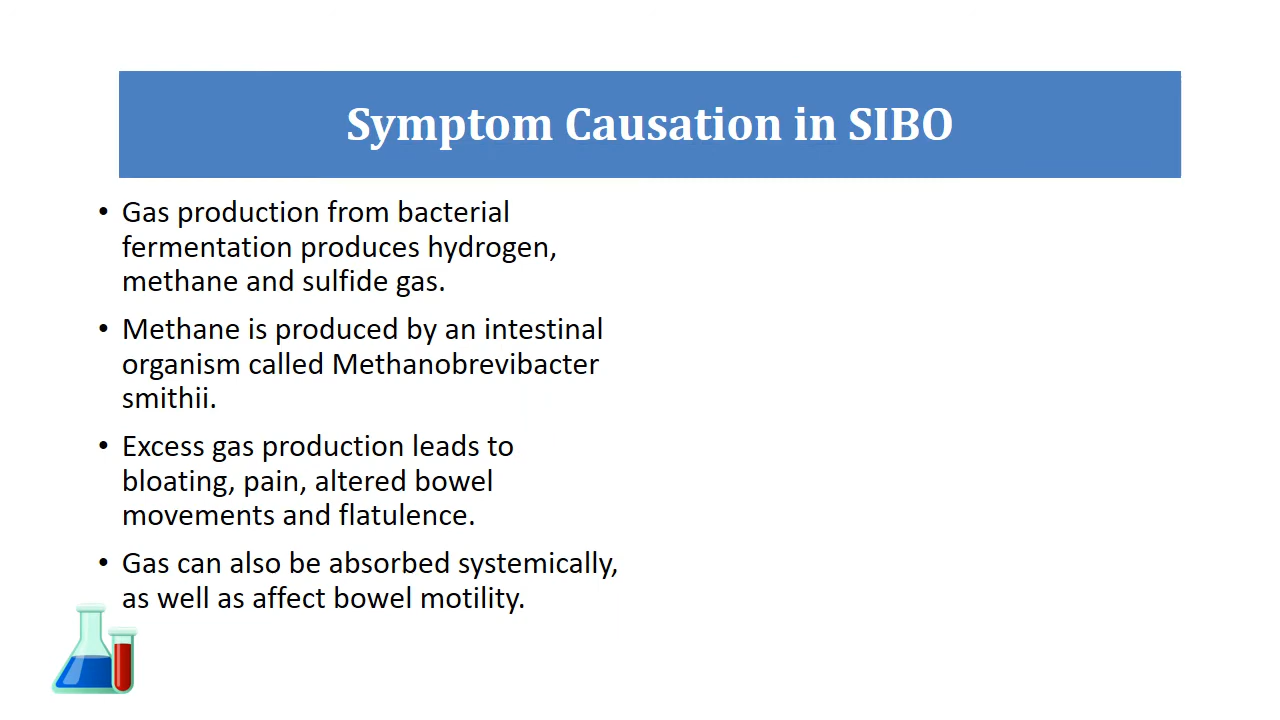 Symptom Causation in SIBO
• Gas production from bacterial
fermentation produces hydrogen,
methane and sulfide gas.
• Methane is produced by an intestinal
organism called Methanobrevibacter
smithii.
• Excess gas production leads to
bloating, pain, altered bowel
movements and flatulence.
• Gas can also be absorbed systemically,
as well as affect bowel motility.